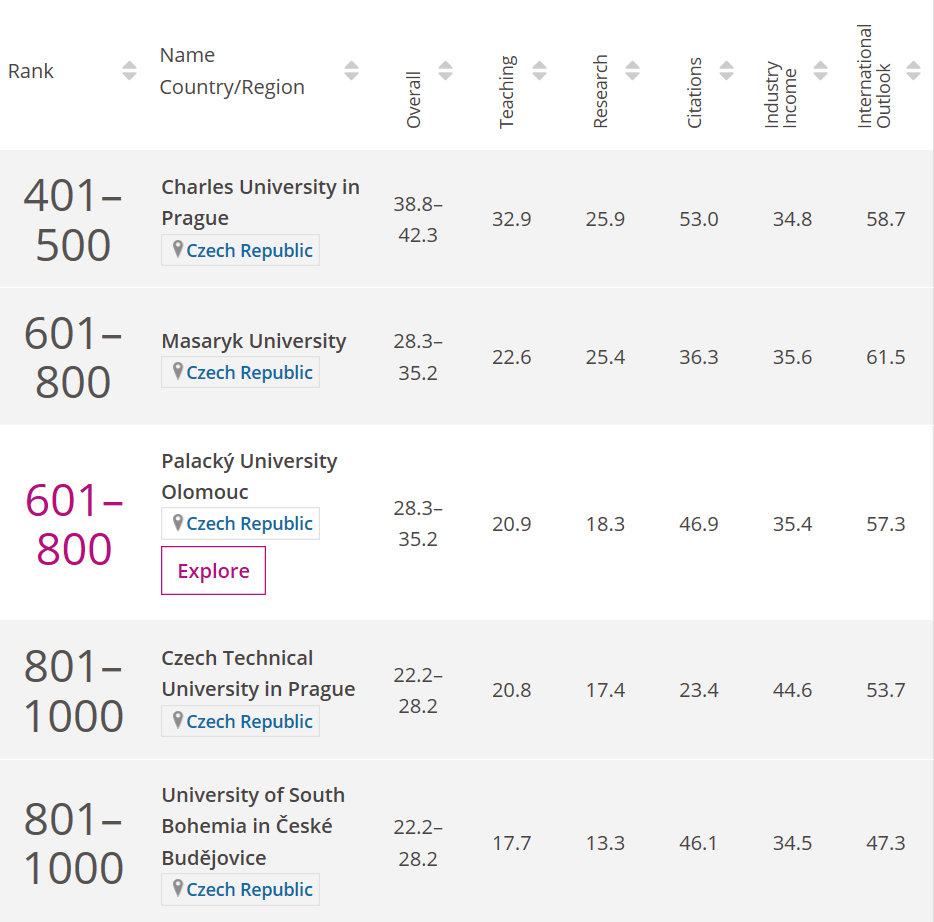 Rank
Name
Country/Region
Overall
Teaching
Research
Citations
Industry
Income
International
Outlook
401–
500
Charles University in
Prague
Czech Republic
38.8–
42.3
32.9
25.9
53.0
34.8
58.7
601–
800
Masaryk University
Czech Republic
28.3–
35.2
22.6
25.4
36.3
35.6
61.5
601–
800
Palacký University
Olomouc
Czech Republic
Explore
28.3–
35.2
20.9
18.3
46.9
35.4
57.3
801–
1000
Czech Technical
University in Prague
Czech Republic
22.2–
28.2
20.8
17.4
23.4
44.6
53.7
801–
1000
University of South
Bohemia in České
Budějovice
Czech Republic
22.2–
28.2
17.7
13.3
46.1
34.5
47.3